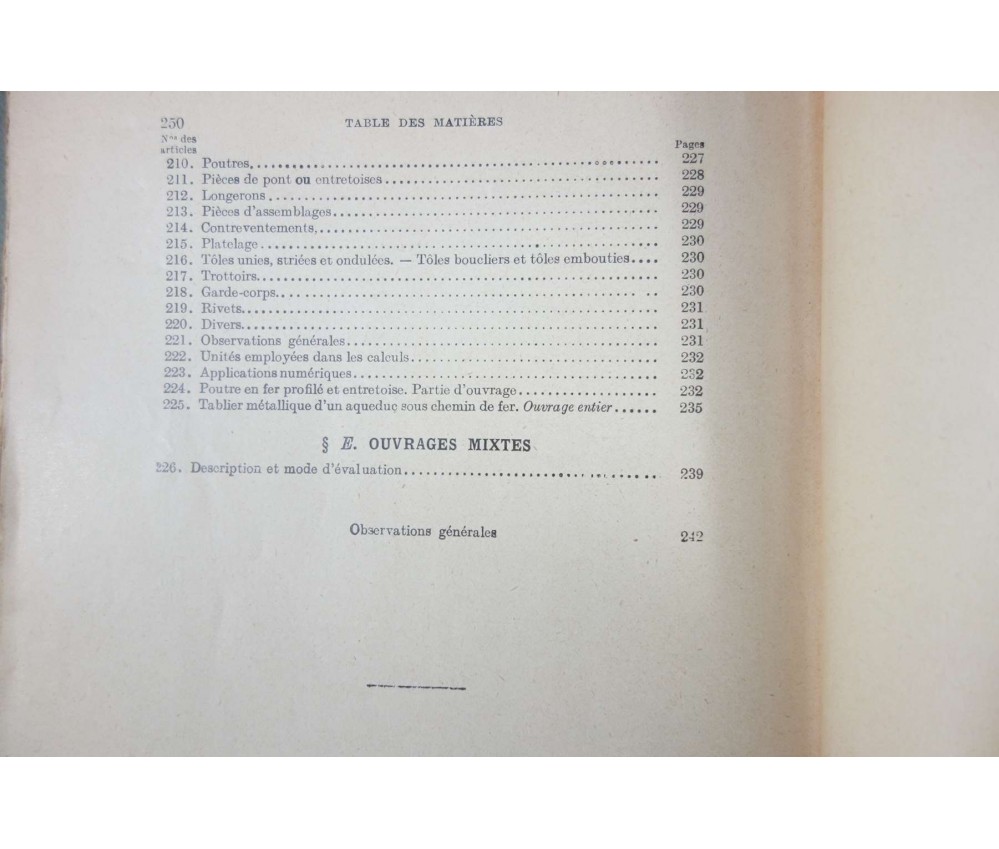 250 TABLE DES MATIÈRES
Nos des
articles Pages
210. Poutres. 227
211. Pièces de pont ou entretoises 228
212. Longerons 229
213. Pièces d'assemblages 229
214. Contreventements. 229
215. Platelage 230
216. Tôles unies, striées et ondulées. — Tôles boucliers et tôles embouties 230
217. Trottoirs 230
218. Garde-corps. 230
219. Rivets 231
220. Divers 231
221. Observations générales 231
222. Unités employées dans les calculs 232
223. Applications numériques 232
224. Poutre en fer profilé et entretoise. Partie d'ouvrage 232
225. Tablier métallique d'un aqueduc sous chemin de fer. Ouvrage entier 235
§ E. OUVRAGES MIXTES
226. Description et mode d'évaluation 239
Observations générales 242